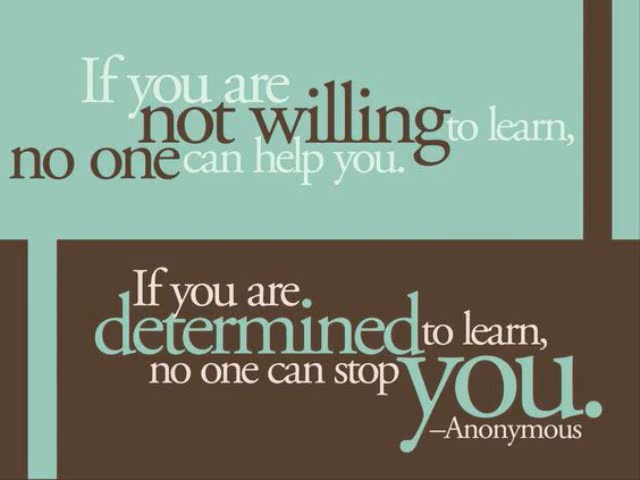 If you are
not willing to learn,
no one can help you.
If you are
determined to learn,
no one can stop you.
–Anonymous